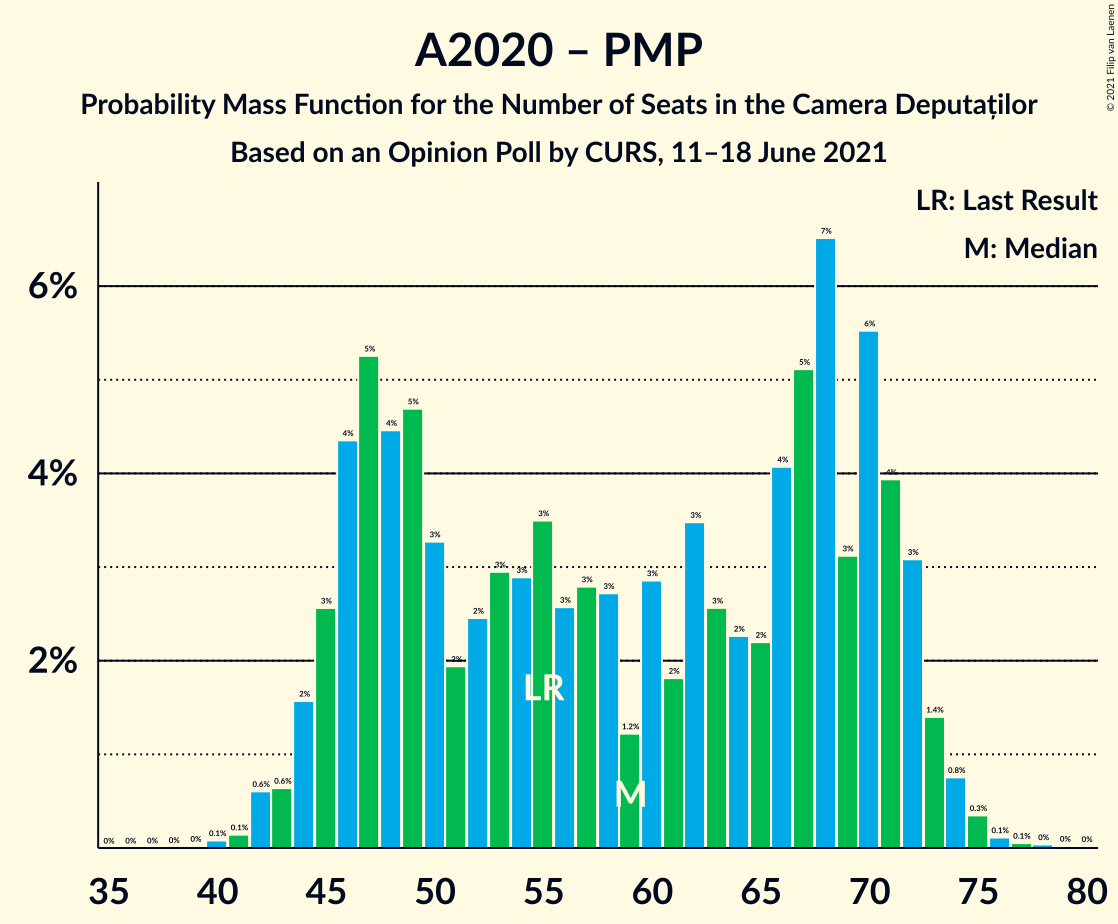 A2020 – PMP
Probability Mass Function for the Number of Seats in the Camera Deputaților
Based on an Opinion Poll by CURS, 11–18 June 2021
© 2021 Filip van Laenen
LR: Last Result
M: Median
6%
4%
2%
0% 0% 0% 0% 0% 0.1% 0.1% 0.6% 0.6% 2% 3% 4% 5% 4% 5% 3% 2% 2% 3% 3% 3% 3% 3% 3% 1.2% 3% 2% 3% 3% 2% 2% 4% 5% 7% 3% 6% 4% 3% 1.4% 0.8% 0.3% 0.1% 0.1% 0% 0% 0%
LR
M
35 40 45 50 55 60 65 70 75 80